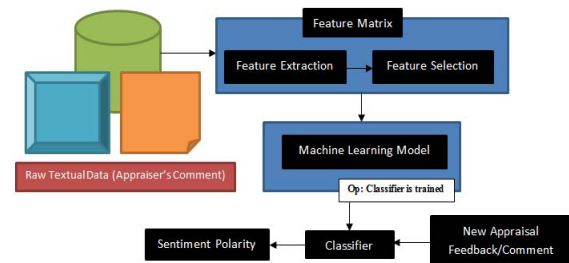 Feature Matrix
Feature Extraction
Feature Selection
Machine Learning Model
Raw Textual Data (Appraiser's Comment)
Op: Classifier is trained
Sentiment Polarity
Classifier
New Appraisal
Feedback/Comment